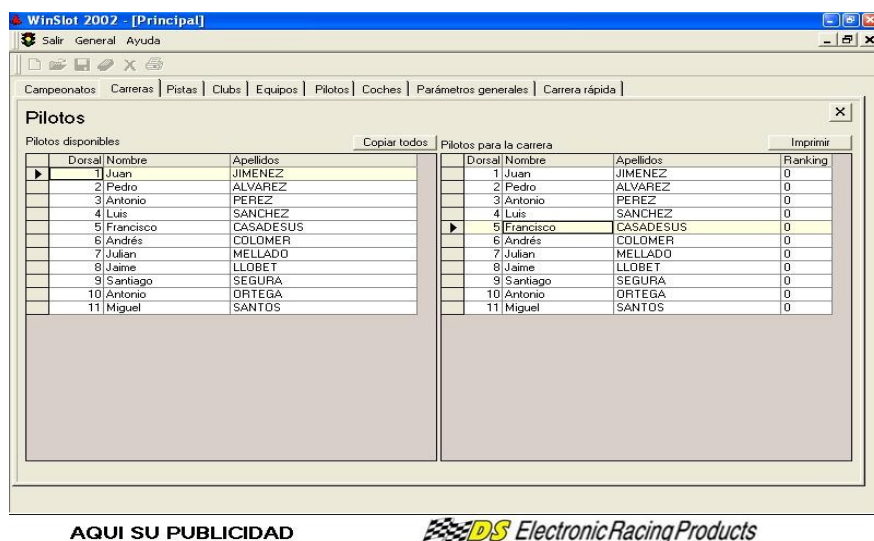 WinSlot 2002 - [Principal]
Salir General Ayuda
Campeonatos Carreras Pistas Clubs Equipos Pilotos Coches Parámetros generales Carrera rápida
Pilotos
Pilotos disponibles Copiar todos
Dorsal Nombre Apellidos
1 Juan JIMENEZ
2 Pedro ALVAREZ
3 Antonio PEREZ
4 Luis SANCHEZ
5 Francisco CASADESUS
6 Andrés COLOMER
7 Julian MELLADO
8 Jaime LLOBET
9 Santiago SEGURA
10 Antonio ORTEGA
11 Miguel SANTOS
Pilotos para la carrera Imprimir
Dorsal Nombre Apellidos Ranking
1 Juan JIMENEZ 0
2 Pedro ALVAREZ 0
3 Antonio PEREZ 0
4 Luis SANCHEZ 0
5 Francisco CASADESUS 0
6 Andrés COLOMER 0
7 Julian MELLADO 0
8 Jaime LLOBET 0
9 Santiago SEGURA 0
10 Antonio ORTEGA 0
11 Miguel SANTOS 0
AQUI SU PUBLICIDAD
DS Electronic Racing Products